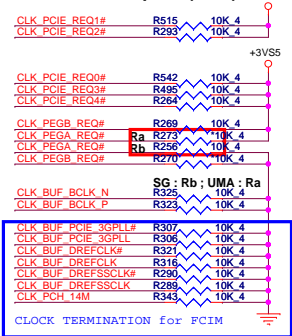 CLK_PCIE_REQ1# R515 10K_4
CLK_PCIE_REQ2# R293 10K_4
+3VS5
CLK_PCIE_REQ0# R542 10K_4
CLK_PCIE_REQ3# R495 10K_4
CLK_PCIE_REQ4# R264 10K_4
CLK_PEGB_REQ# R269 10K_4
CLK_PEGA_REQ# Ra R273 *10K_4
CLK_PEGA_REQ# Rb R256 10K_4
CLK_PEGB_REQ# R270 *10K_4
SG : Rb ; UMA : Ra
CLK_BUF_BCLK_N R325 10K_4
CLK_BUF_BCLK_P R323 10K_4
CLK_BUF_PCIE_3GPLL# R307 10K_4
CLK_BUF_PCIE_3GPLL R306 10K_4
CLK_BUF_DREFCLK# R321 10K_4
CLK_BUF_DREFCLK R316 10K_4
CLK_BUF_DREFSSCLK# R290 10K_4
CLK_BUF_DREFSSCLK R289 10K_4
CLK_PCH_14M R343 10K_4
CLOCK TERMINATION for FCIM